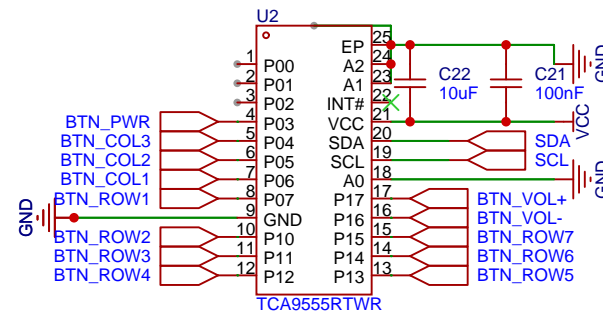 U2
25
EP
24
A2
GND
1
P00
23
A1
C22
C21
2
P01
22
INT#
10uF
100nF
3
P02
21
VCC
VCC
BTN_PWR
4
P03
20
SDA
SDA
BTN_COL3
5
P04
19
SCL
SCL
BTN_COL2
6
P05
18
A0
GND
BTN_COL1
7
P06
17
P17
BTN_VOL+
BTN_ROW1
8
P07
16
P16
BTN_VOL-
GND
9
GND
15
P15
BTN_ROW7
BTN_ROW2
10
P10
14
P14
BTN_ROW6
BTN_ROW3
11
P11
13
P13
BTN_ROW5
BTN_ROW4
12
P12
TCA9555RTWR